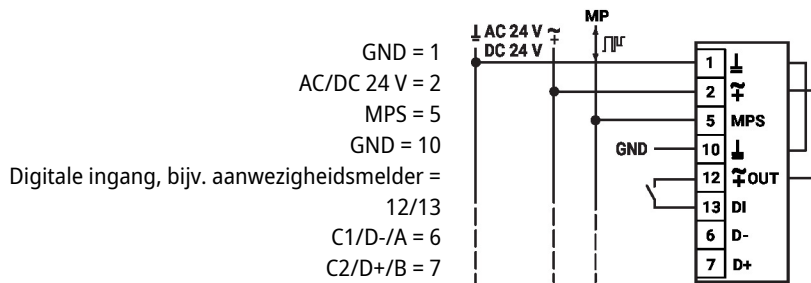 GND = 1
AC/DC 24 V = 2
MPS = 5
GND = 10
Digitale ingang, bijv. aanwezigheidsmelder =
12/13
C1/D-/A = 6
C2/D+/B = 7
MP
AC 24 V
DC 24 V
GND
1
2
5 MPS
10
12 OUT
13 DI
6 D-
7 D+